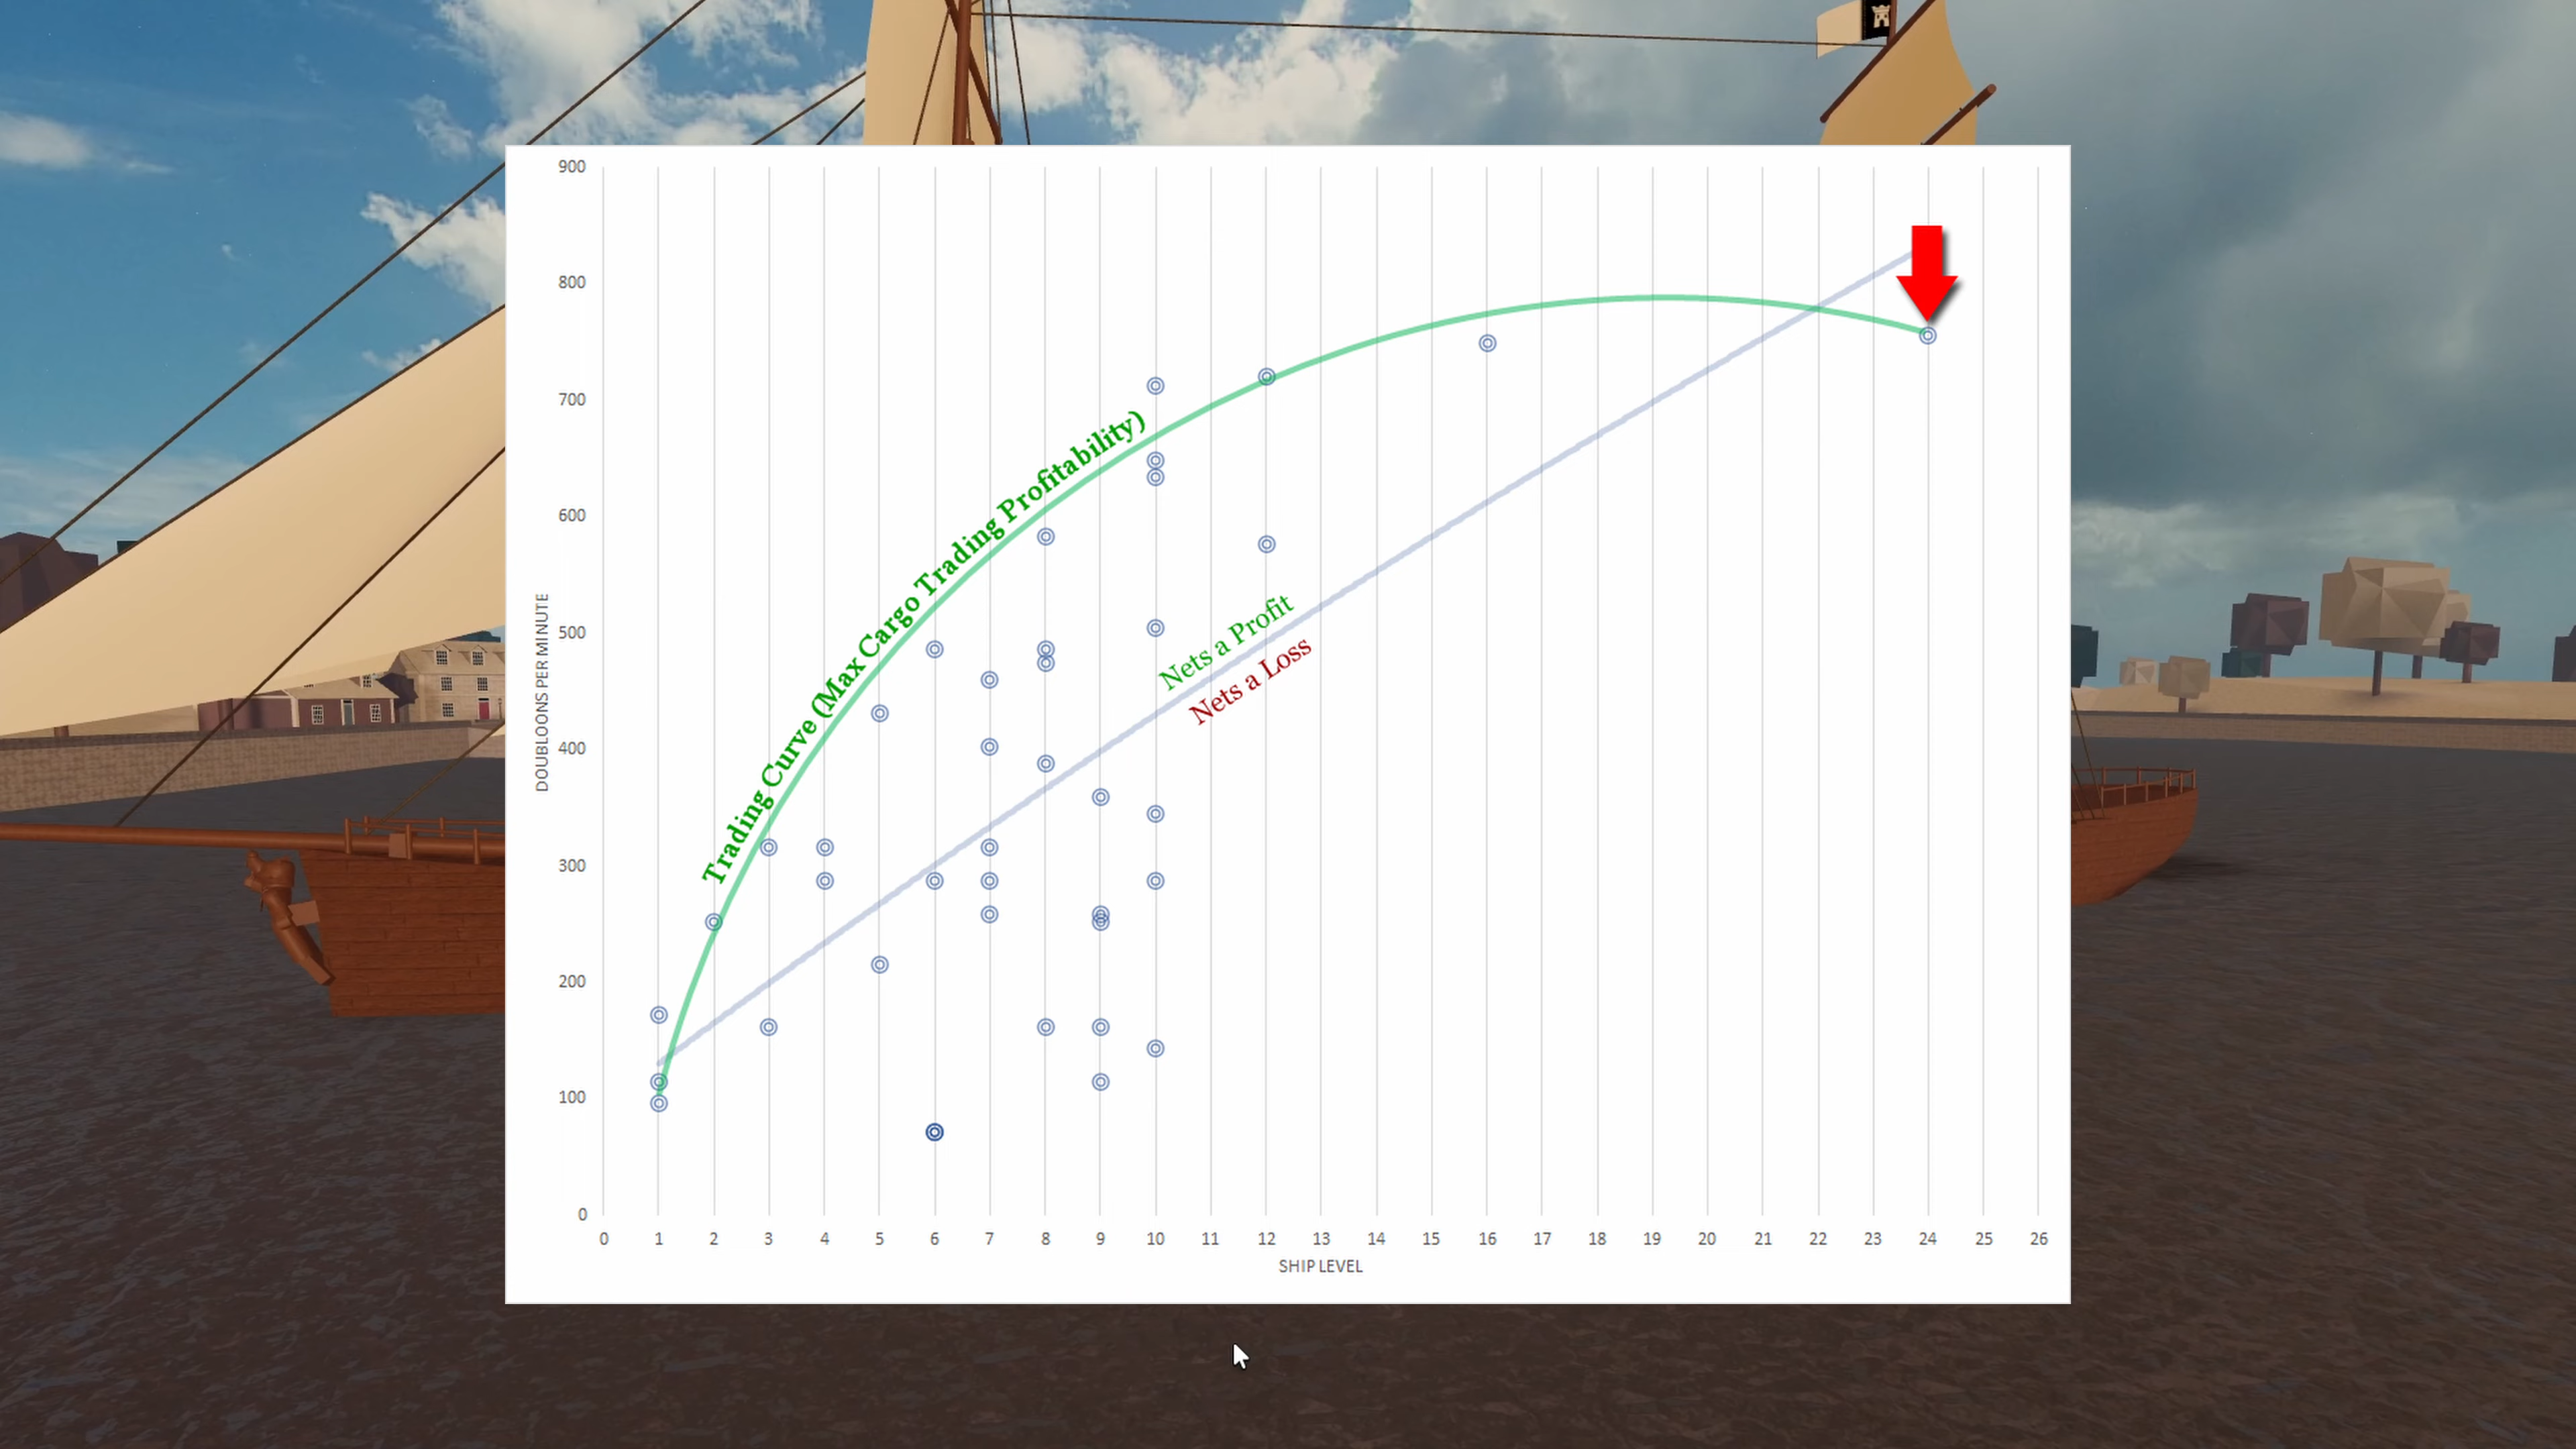 900
800
700
600
500
400
300
200
100
0
DOUBLOONS PER MINUTE
Trading Curve (Max Cargo Trading Profitability)
Nets a Profit
Nets a Loss
0 1 2 3 4 5 6 7 8 9 10 11 12 13 14 15 16 17 18 19 20 21 22 23 24 25 26
SHIP LEVEL